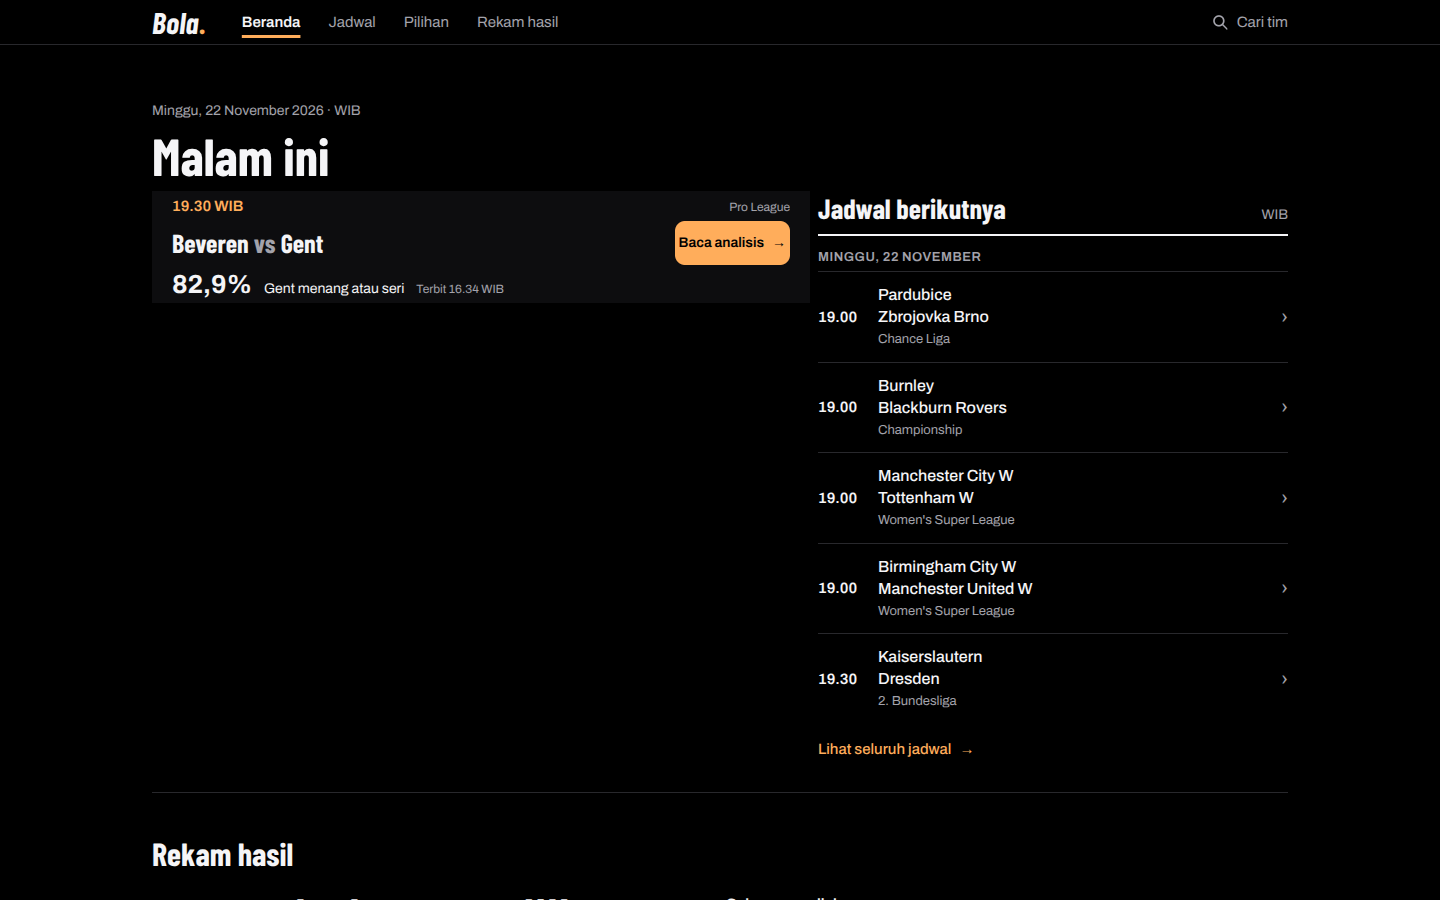 Bola.
Beranda
Jadwal
Pilihan
Rekam hasil
Cari tim
Minggu, 22 November 2026 · WIB
Malam ini
19.30 WIB
Pro League
Beveren vs Gent
Baca analisis →
82,9% Gent menang atau seri Terbit 16.34 WIB
Jadwal berikutnya
WIB
MINGGU, 22 NOVEMBER
19.00
Pardubice
Zbrojovka Brno
Chance Liga
19.00
Burnley
Blackburn Rovers
Championship
19.00
Manchester City W
Tottenham W
Women's Super League
19.00
Birmingham City W
Manchester United W
Women's Super League
19.30
Kaiserslautern
Dresden
2. Bundesliga
Lihat seluruh jadwal →
Rekam hasil